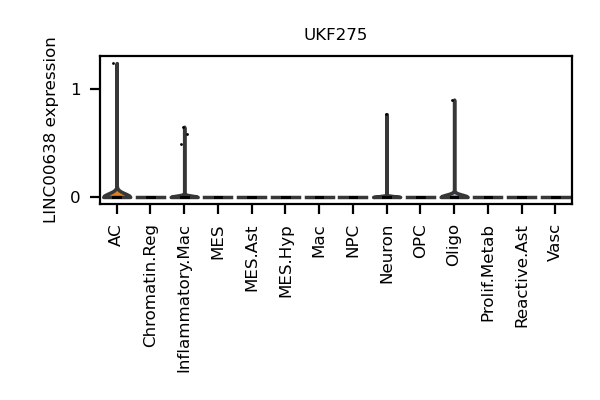 UKF275
LINC00638 expression
1
0
AC
Chromatin.Reg
Inflammatory.Mac
MES
MES.Ast
MES.Hyp
Mac
NPC
Neuron
OPC
Oligo
Prolif.Metab
Reactive.Ast
Vasc